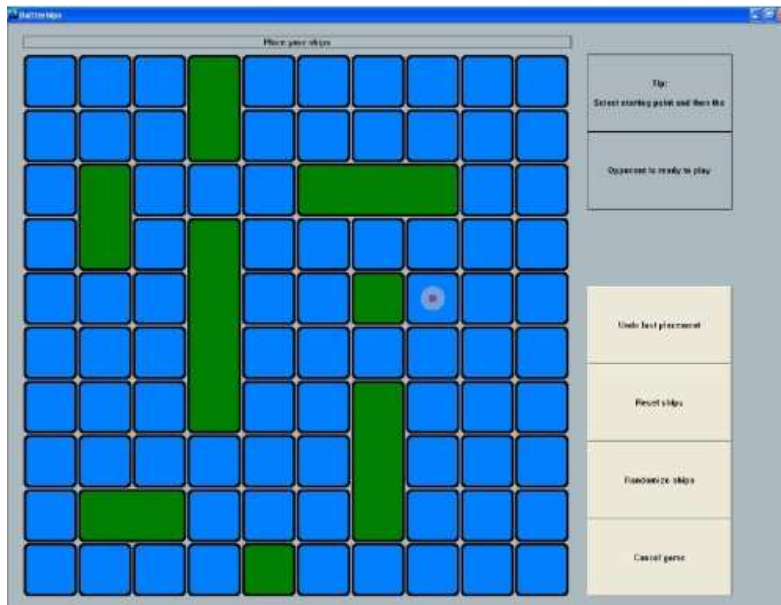 Battleships
Place your ships
Tip:
Select starting point and then the
Opponent is ready to play
Undo last placement
Reset ships
Randomize ships
Cancel game